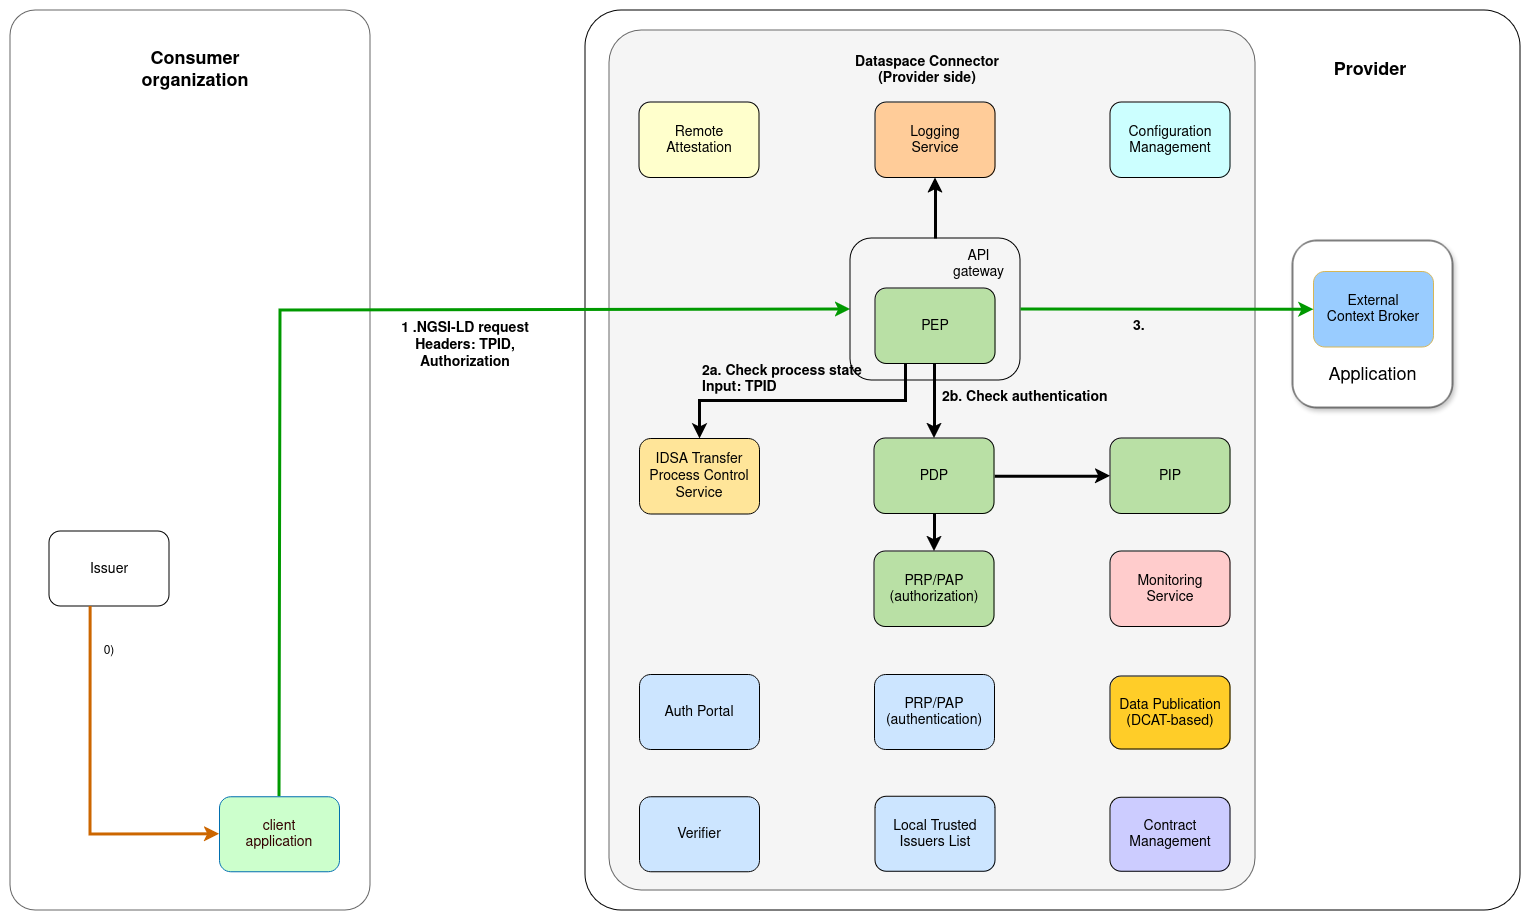 Consumer
organization
Dataspace Connector
(Provider side)
Provider
Remote
Attestation
Logging
Service
Configuration
Management
API
gateway
PEP
External
Context Broker
Application
1 .NGSI-LD request
Headers: TPID,
Authorization
3.
2a. Check process state
Input: TPID
2b. Check authentication
IDSA Transfer
Process Control
Service
PDP
PIP
Issuer
PRP/PAP
(authorization)
Monitoring
Service
0)
Auth Portal
PRP/PAP
(authentication)
Data Publication
(DCAT-based)
client
application
Verifier
Local Trusted
Issuers List
Contract
Management